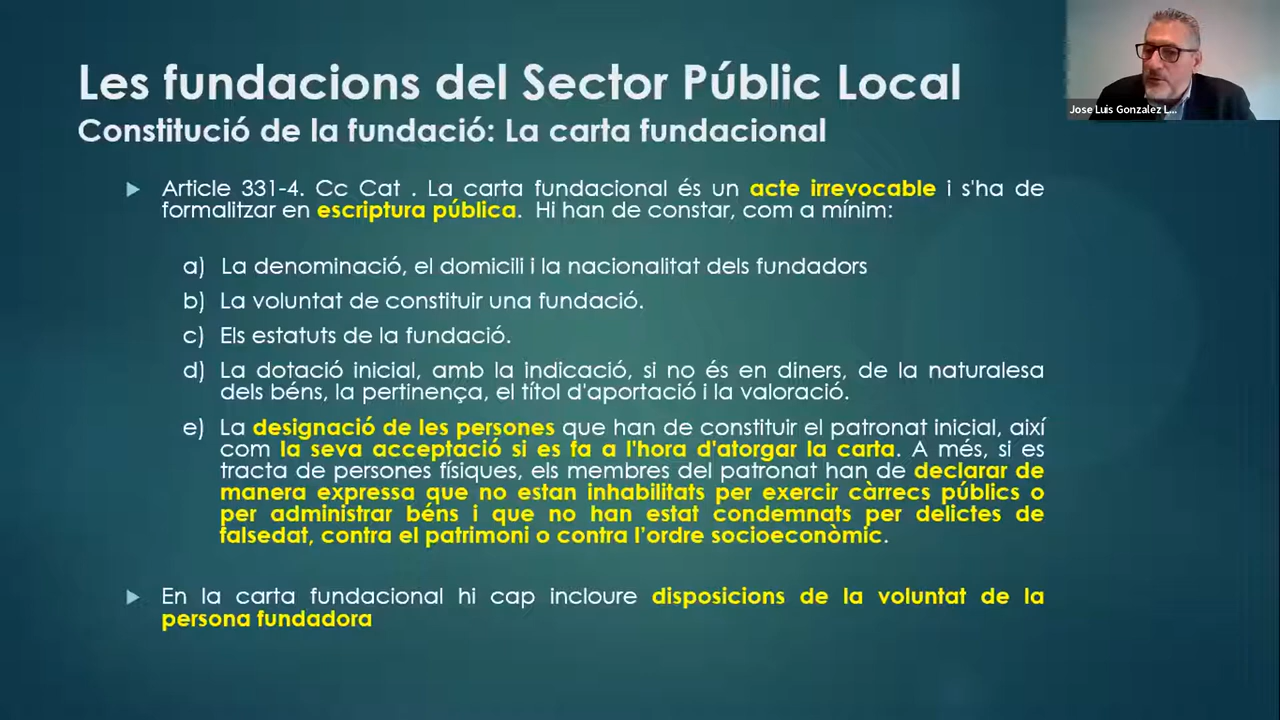 Les fundacions del Sector Públic Local
Constitució de la fundació: La carta fundacional
Jose Luis Gonzalez L...
Article 331-4. Cc Cat . La carta fundacional és un acte irrevocable i s'ha de
formalitzar en escriptura pública. Hi han de constar, com a mínim:
a) La denominació, el domicili i la nacionalitat dels fundadors
b) La voluntat de constituir una fundació.
c) Els estatuts de la fundació.
d) La dotació inicial, amb la indicació, si no és en diners, de la naturalesa
dels béns, la pertinença, el títol d'aportació i la valoració.
e) La designació de les persones que han de constituir el patronat inicial, així
com la seva acceptació si es fa a l'hora d'atorgar la carta. A més, si es
tracta de persones físiques, els membres del patronat han de declarar de
manera expressa que no estan inhabilitats per exercir càrrecs públics o
per administrar béns i que no han estat condemnats per delictes de
falsedat, contra el patrimoni o contra l’ordre socioeconòmic.
En la carta fundacional hi cap incloure disposicions de la voluntat de la
persona fundadora